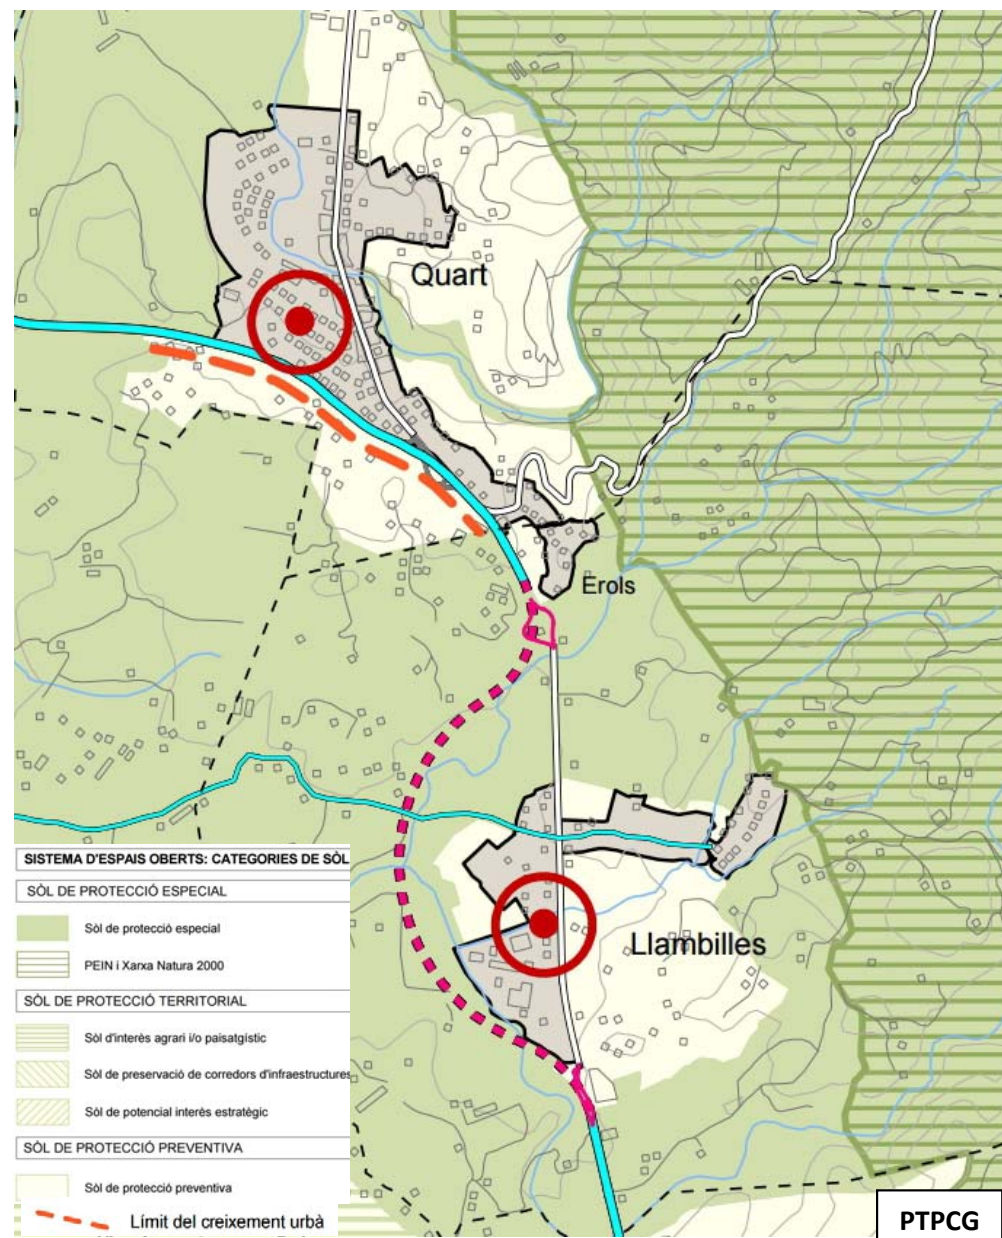 Quart
Erols
Llambilles
SISTEMA D'ESPAIS OBERTS: CATEGORIES DE SÒL
SÒL DE PROTECCIÓ ESPECIAL
Sòl de protecció especial
PEIN i Xarxa Natura 2000
SÒL DE PROTECCIÓ TERRITORIAL
Sòl d'interès agrari i/o paisatgístic
Sòl de preservació de corredors d'infraestructures
Sòl de potencial interès estratègic
SÒL DE PROTECCIÓ PREVENTIVA
Sòl de protecció preventiva
Límit del creixement urbà
PTPCG